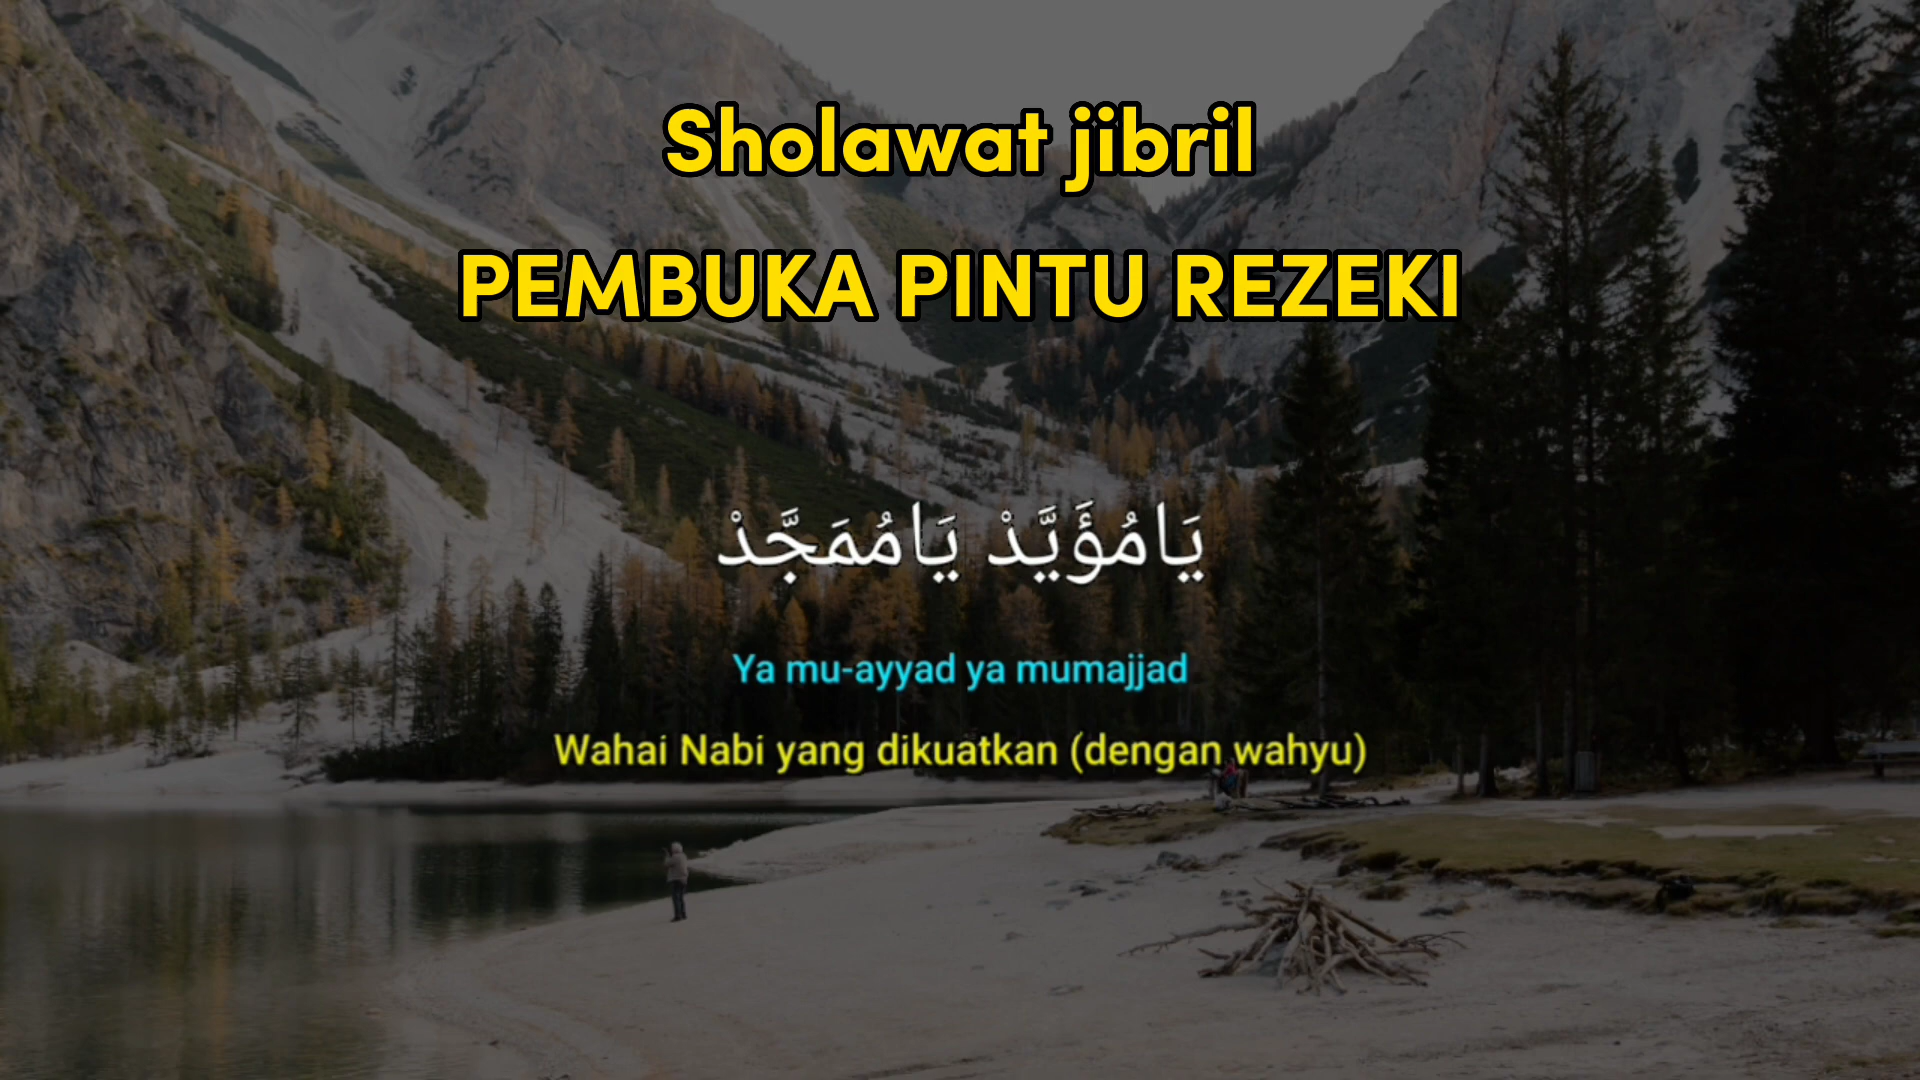 Sholawat jibril
PEMBUKA PINTU REZEKI
يَامُؤَيَّدْ يَامُمَجَّدْ
Ya mu-ayyad ya mumajjad
Wahai Nabi yang dikuatkan (dengan wahyu)